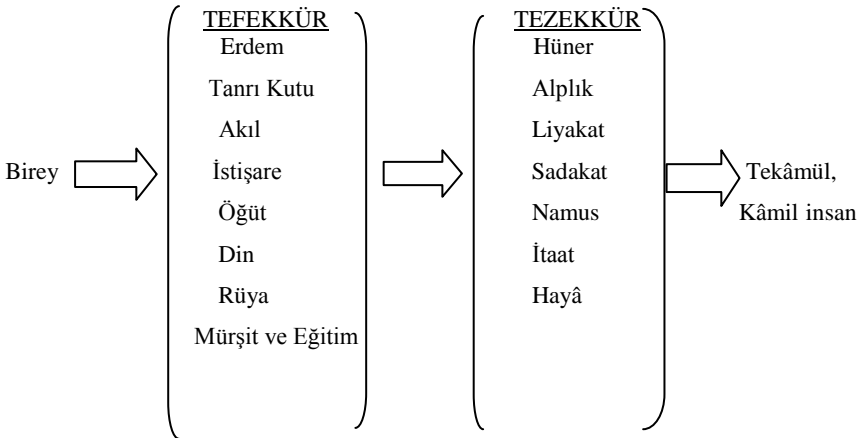 TEFEKKÜR
Erdem
Tanrı Kutu
Akıl
İstişare
Öğüt
Din
Rüya
Mürşit ve Eğitim
TEZEKKÜR
Hüner
Alplık
Liyakat
Sadakat
Namus
İtaat
Hayâ
Birey
Tekâmül,
Kâmil insan